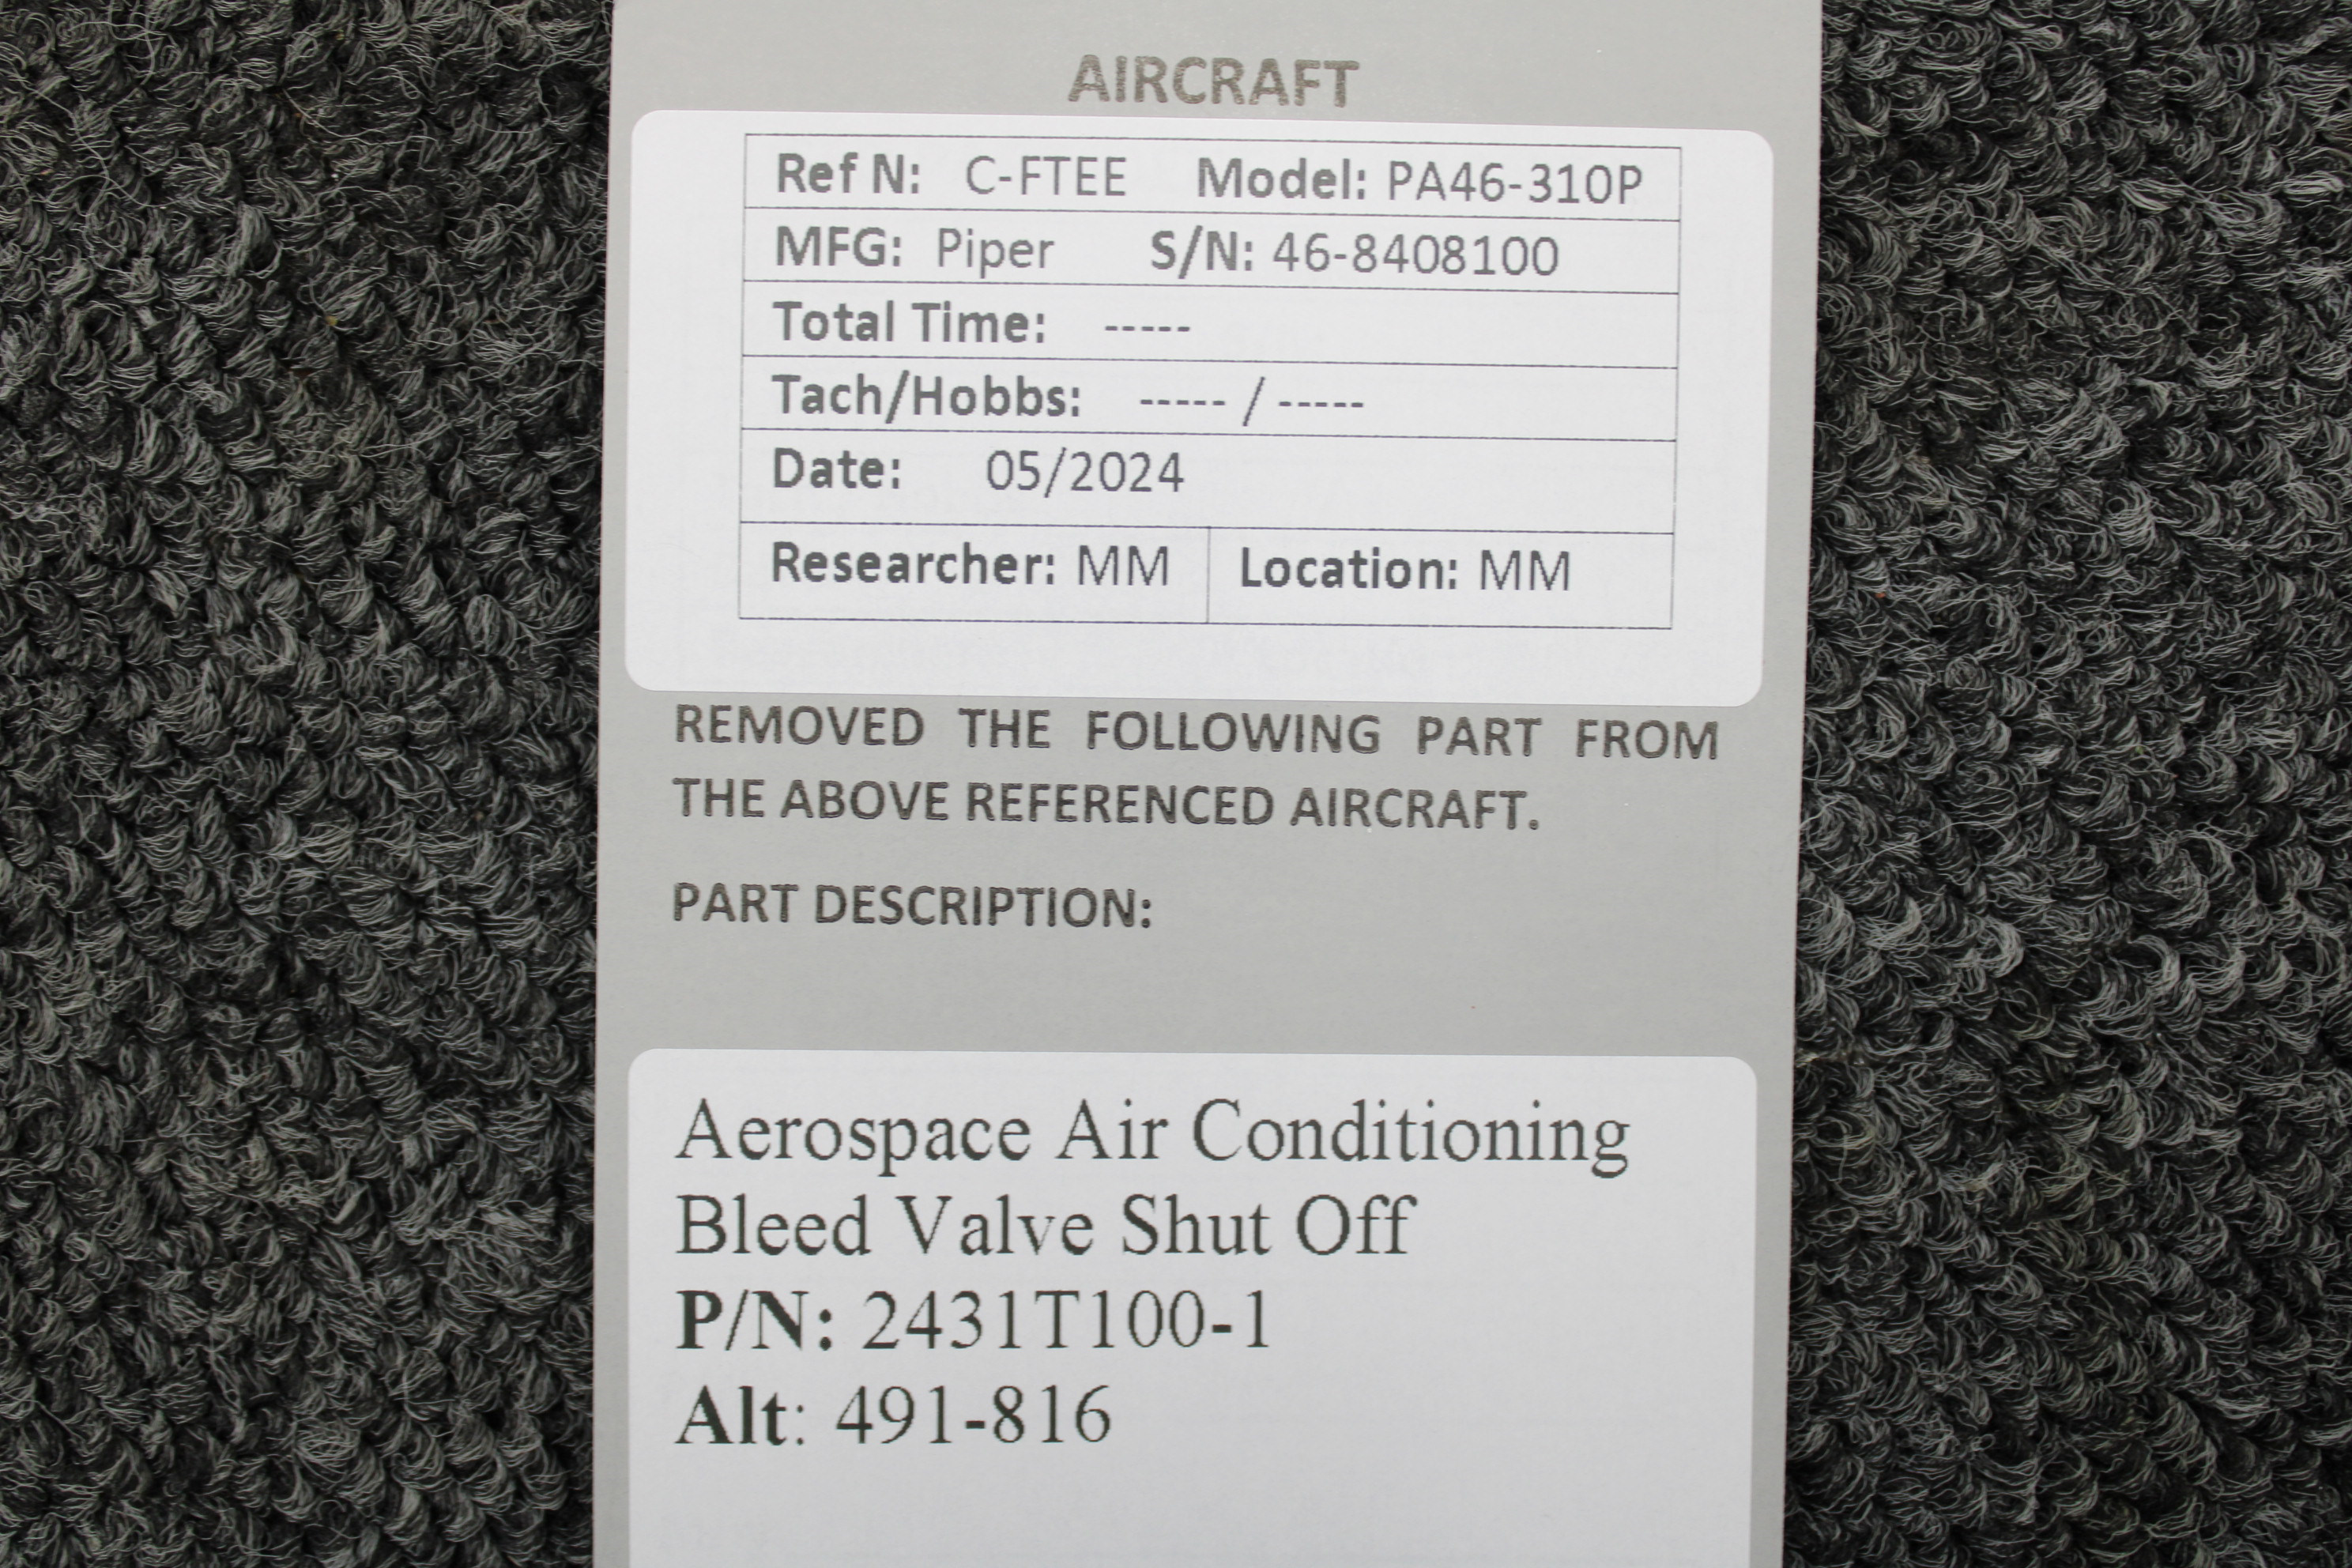 AIRCRAFT
Ref N: C-FTEE Model: PA46-310P
MFG: Piper S/N: 46-8408100
Total Time: -----
Tach/Hobbs: ----- / -----
Date: 05/2024
Researcher: MM Location: MM
REMOVED THE FOLLOWING PART FROM
THE ABOVE REFERENCED AIRCRAFT.
PART DESCRIPTION:
Aerospace Air Conditioning
Bleed Valve Shut Off
P/N: 2431T100-1
Alt: 491-816